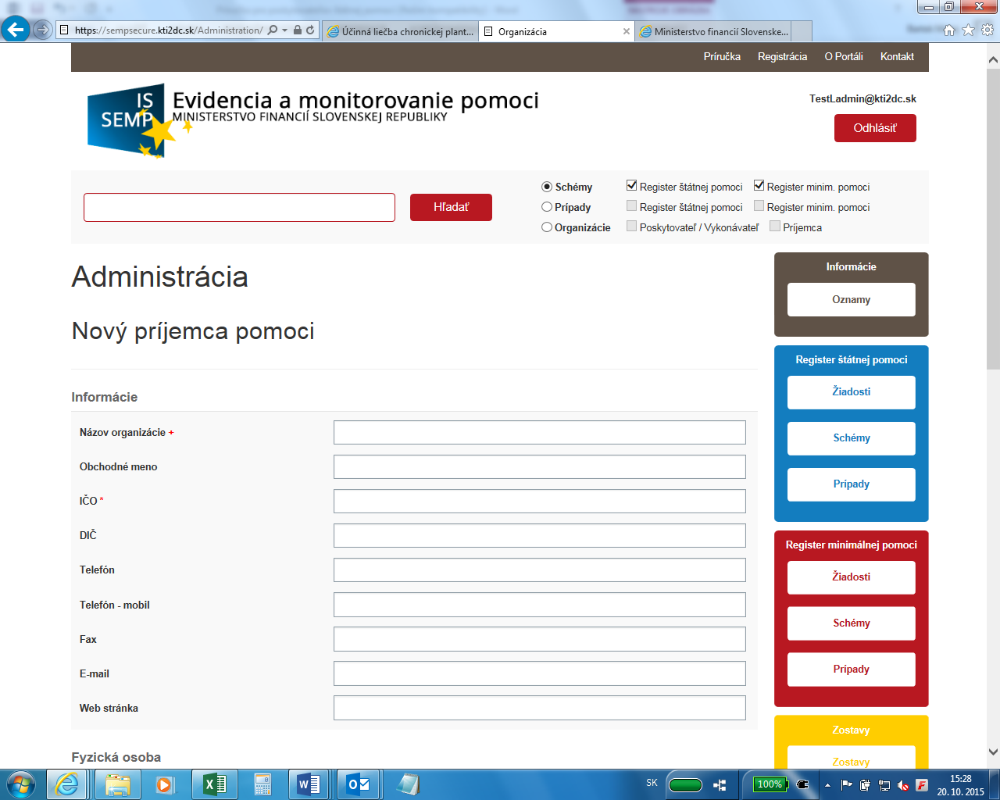 https://sempsecure.kti2dc.sk/Administration/
Účinná liečba chronickej plant...
Organizácia
Ministerstvo financií Slovenske...
Príručka
Registrácia
O Portáli
Kontakt
IS
SEMP
Evidencia a monitorovanie pomoci
MINISTERSTVO FINANCIÍ SLOVENSKEJ REPUBLIKY
TestLadmin@kti2dc.sk
Odhlásiť
Hľadať
Schémy Register štátnej pomoci Register minim. pomoci
Prípady Register štátnej pomoci Register minim. pomoci
Organizácie Poskytovateľ / Vykonávateľ Príjemca
Administrácia
Nový príjemca pomoci
Informácie
Názov organizácie +
Obchodné meno
IČO *
DIČ
Telefón
Telefón - mobil
Fax
E-mail
Web stránka
Fyzická osoba
Informácie
Oznamy
Register štátnej pomoci
Žiadosti
Schémy
Prípady
Register minimálnej pomoci
Žiadosti
Schémy
Prípady
Zostavy
Zostavy
SK
100%
15:28
20. 10. 2015